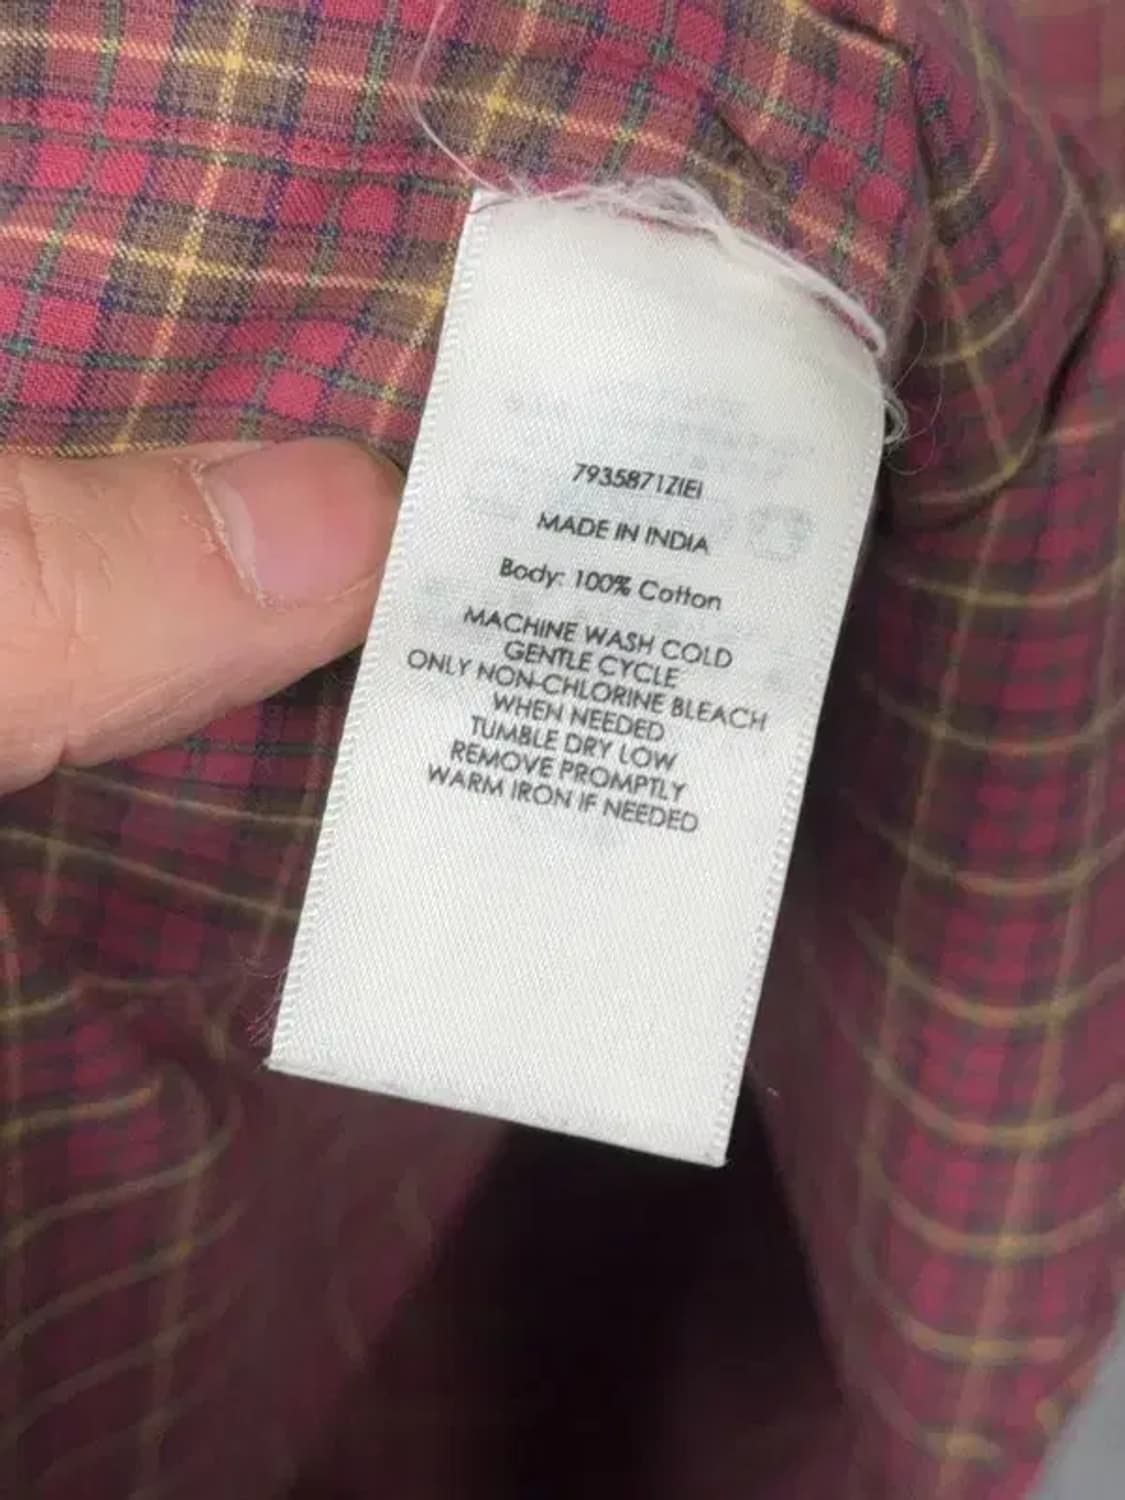 7935871ZIEI
MADE IN INDIA
Body: 100% Cotton
MACHINE WASH COLD
GENTLE CYCLE
ONLY NON-CHLORINE BLEACH
WHEN NEEDED
TUMBLE DRY LOW
REMOVE PROMPTLY
WARM IRON IF NEEDED